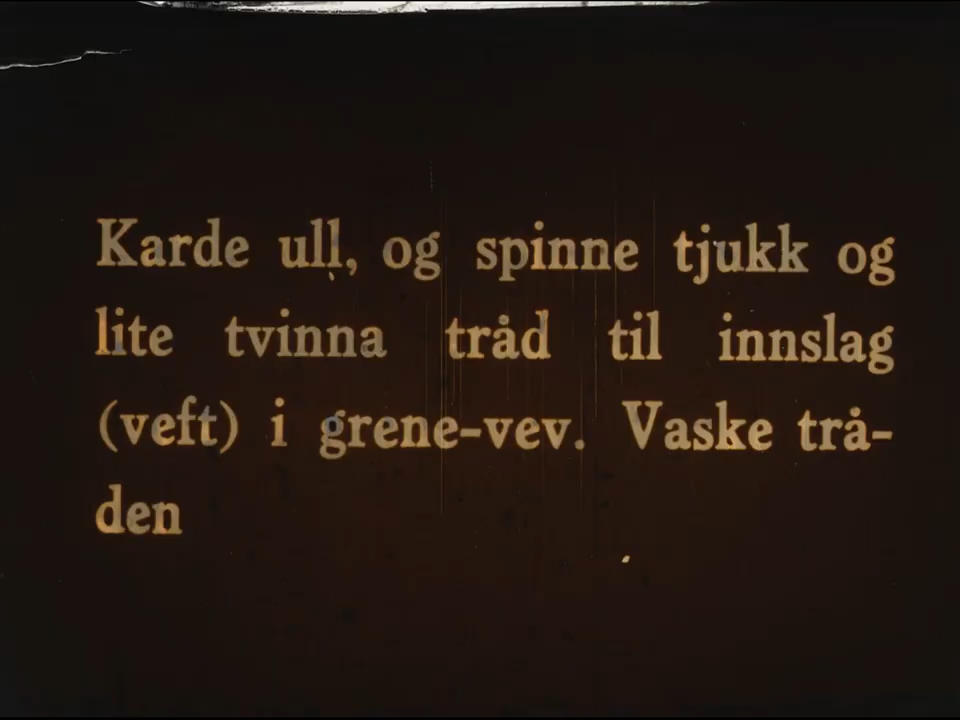 Karde ull, og spinne tjukk og
lite tvinna tråd til innslag
(veft) i grene-vev. Vaske trå-
den